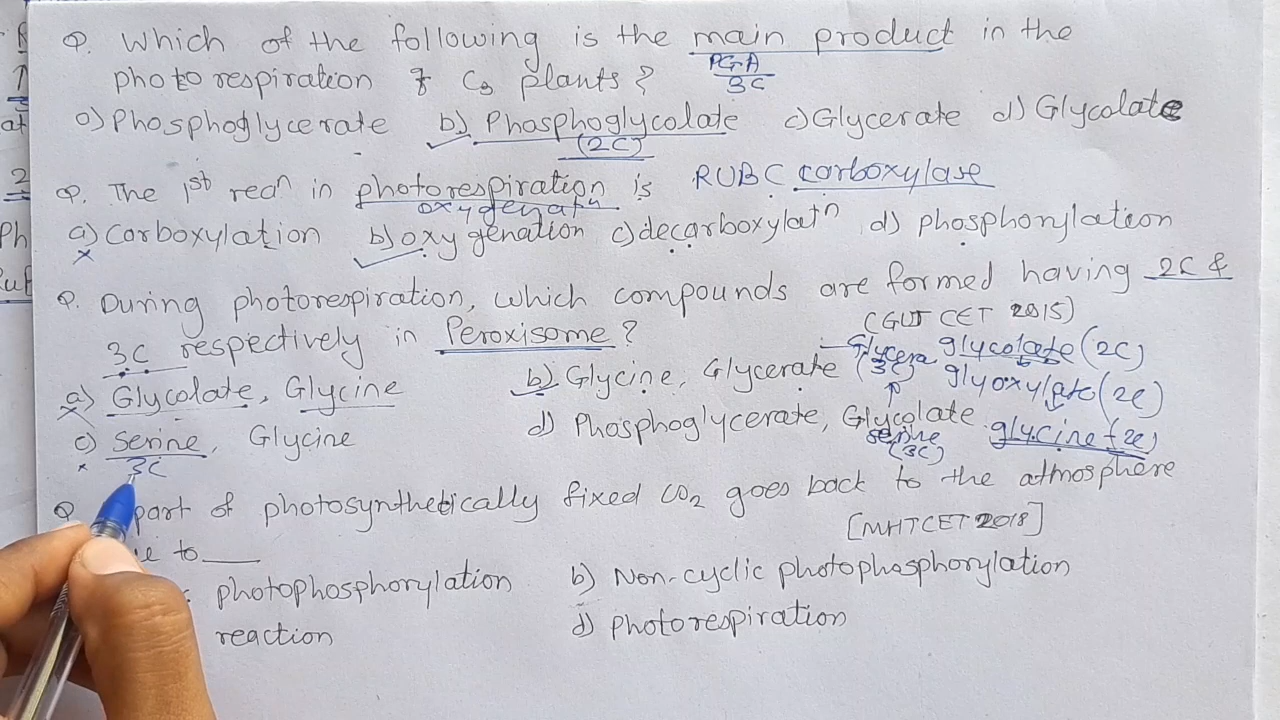 Q. Which of the following is the main product in the
photorespiration of C3 plants?
PGA
3C
a) Phosphoglycerate b) Phosphoglycolate c) Glycerate d) Glycolate
(2C)
Q. The 1st rean in photorespiration is RUBC carboxylase
oxygenatn
a) Carboxylation b) oxygenation c) decarboxylatn d) phosphorylation
Q. During photorespiration, which compounds are formed having 2C &
3C respectively in Peroxisome?
(GUJ CET 2015)
a) Glycolate, Glycine b) Glycine, Glycerate
Glycera glycolate (2C)
(3C) glyoxylate (2C)
c) Serine, Glycine d) Phosphoglycerate, Glycolate
3C
serine glycine (2C)
(3C)
Q. part of photosynthetically fixed CO2 goes back to the atmosphere
to
[MHTCET 2018]
photophosphorylation b) Non-cyclic photophosphorylation
reaction d) photorespiration